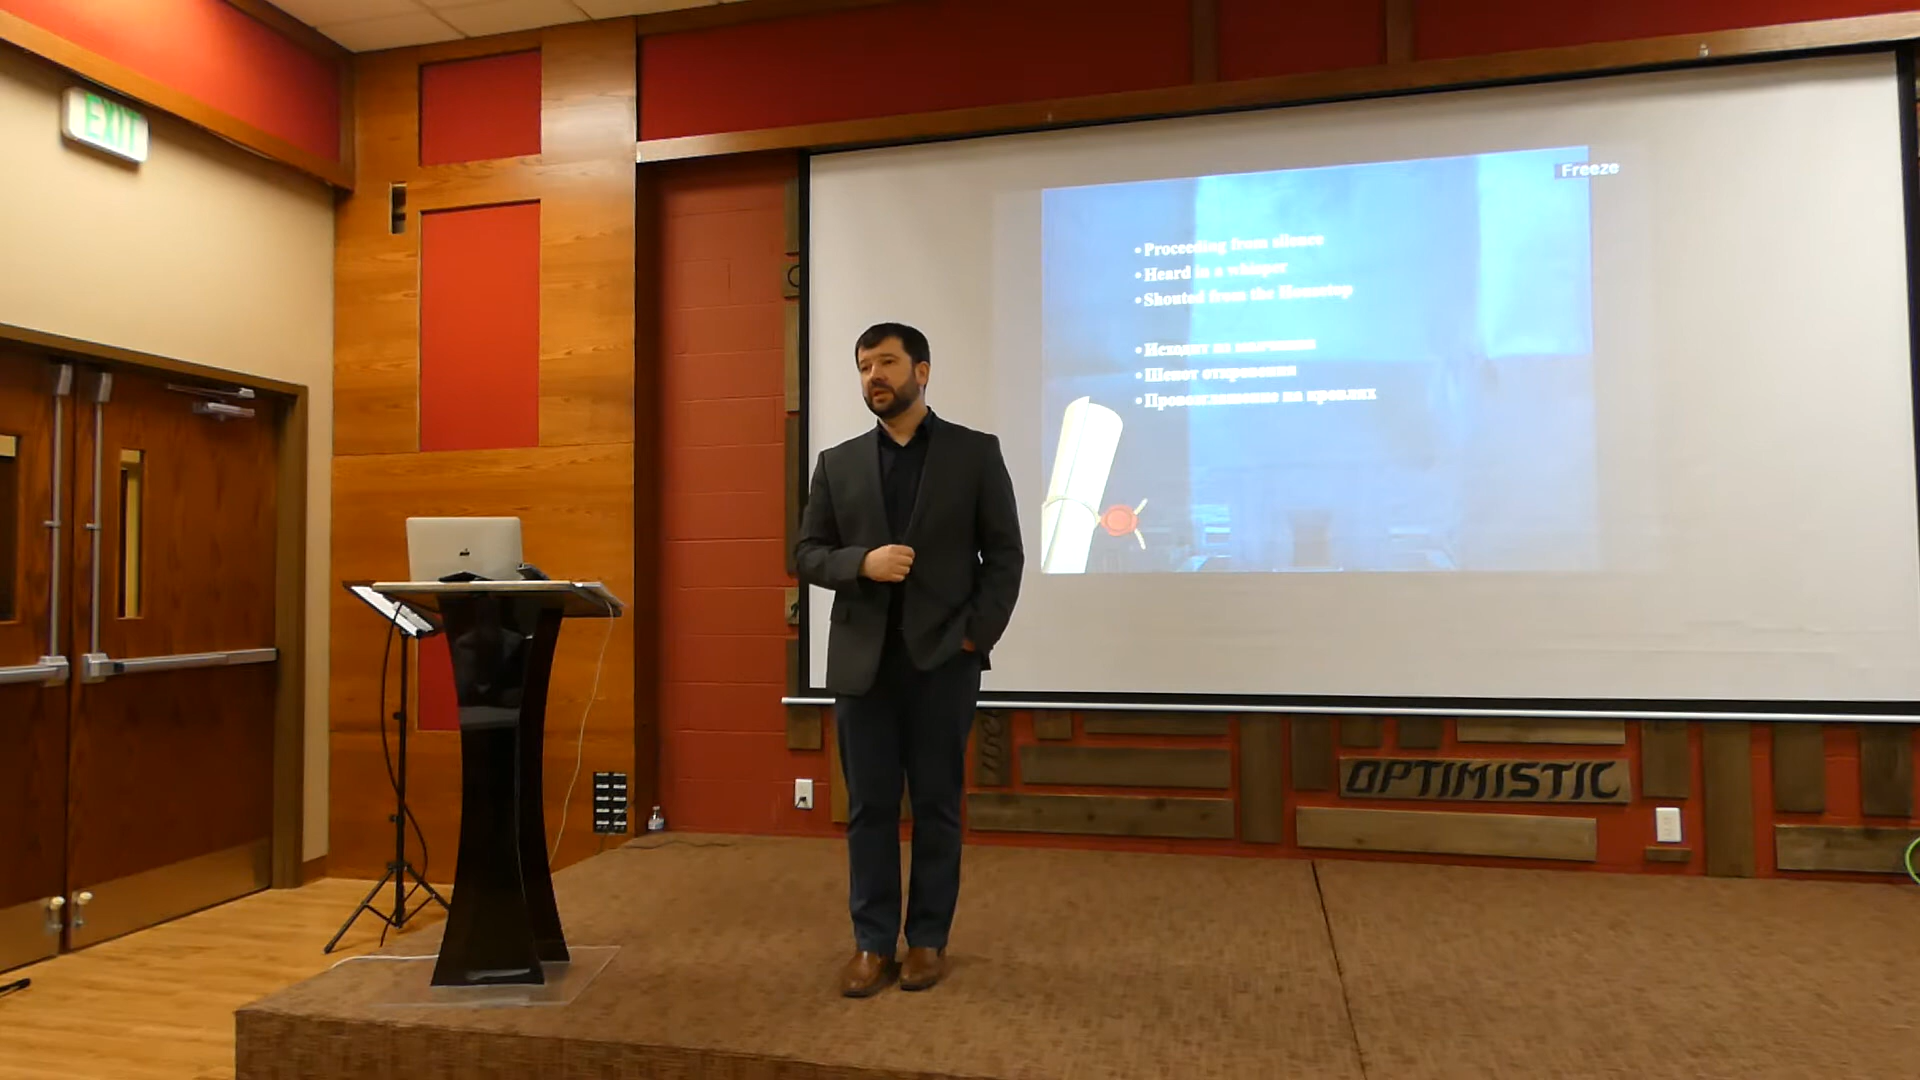 EXIT
Freeze
• Proceeding from silence
• Heard in a whisper
• Shouted from the Housetop
• Исходит из молчания
• Шепот откровения
• Провозглашение на кровлях
OPTIMISTIC